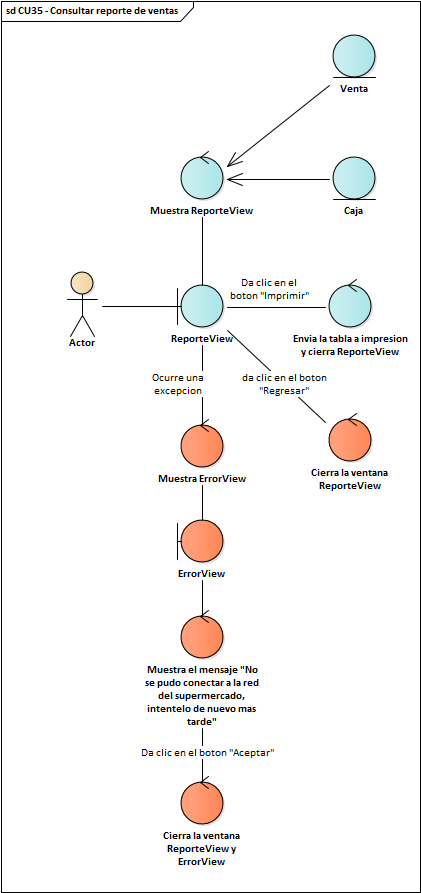 sd CU35 - Consultar reporte de ventas
Venta
Muestra ReporteView
Caja
Da clic en el
boton "Imprimir"
Actor
ReporteView
Envia la tabla a impresion
y cierra ReporteView
Ocurre una
excepcion
da clic en el boton
"Regresar"
Muestra ErrorView
Cierra la ventana
ReporteView
ErrorView
Muestra el mensaje "No
se pudo conectar a la red
del supermercado,
intentelo de nuevo mas
tarde"
Da clic en el boton "Aceptar"
Cierra la ventana
ReporteView y
ErrorView